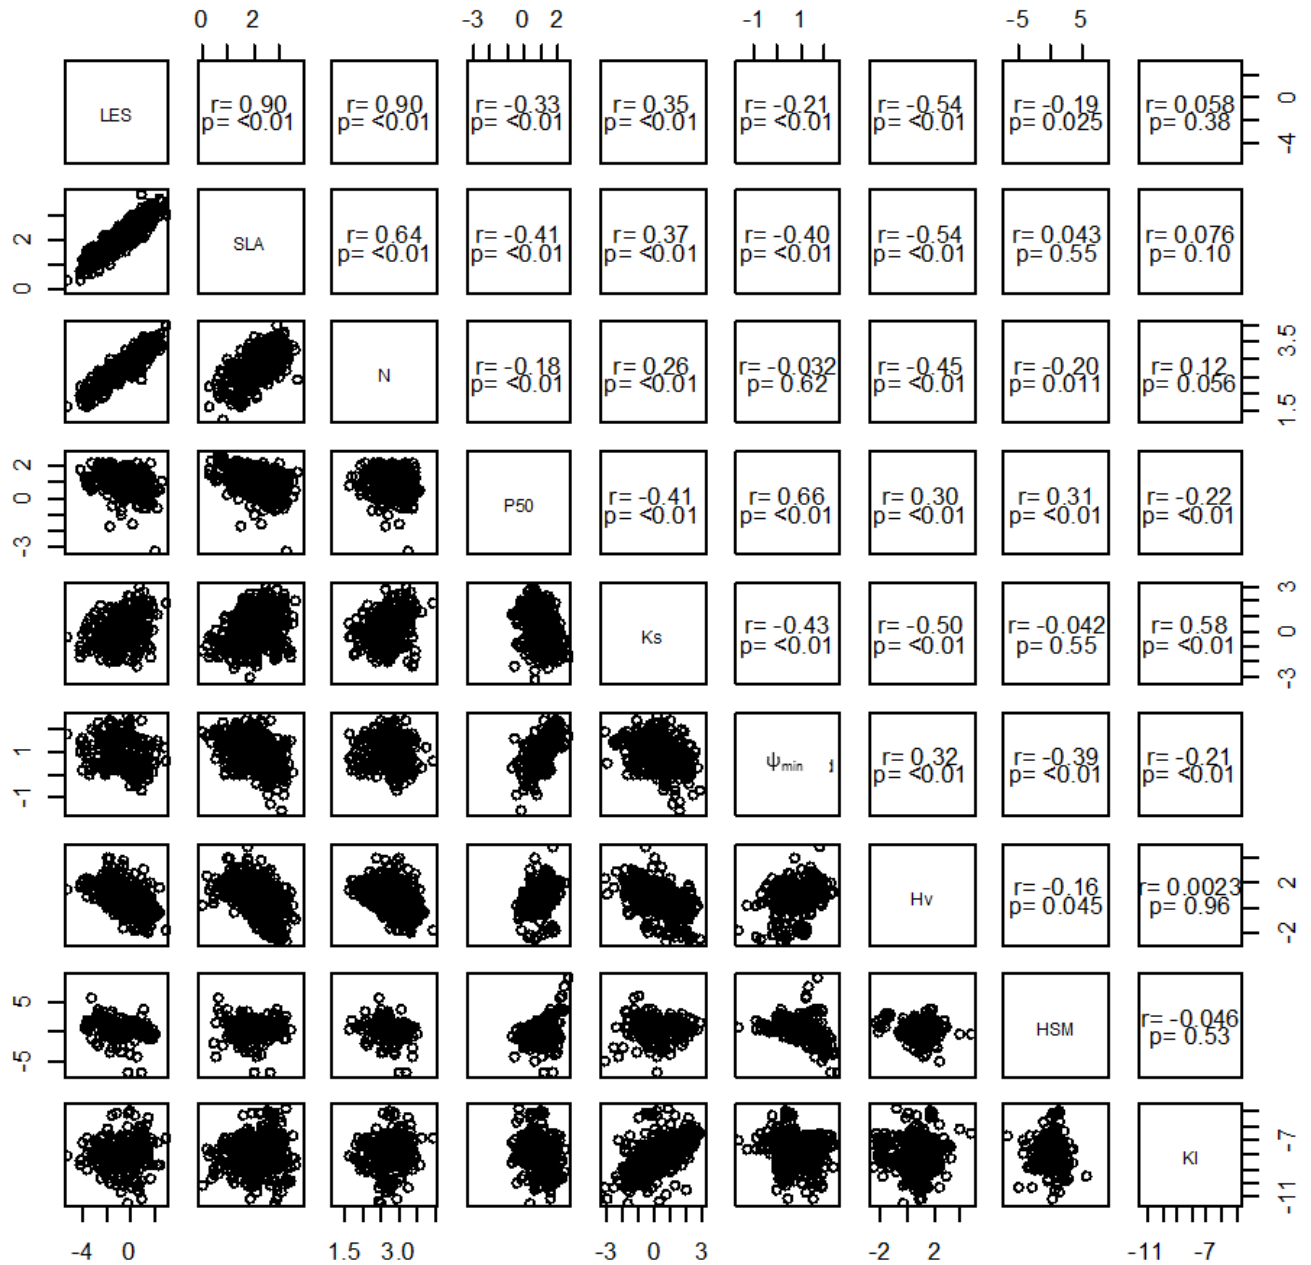 0 2 -3 0 2 -1 1 -5 5
LES r= 0.90 r= 0.90 r= -0.33 r= 0.35 r= -0.21 r= -0.54 r= -0.19 r= 0.058 0
p= <0.01 p= <0.01 p= <0.01 p= <0.01 p= <0.01 p= <0.01 p= 0.025 p= 0.38 -4
2 SLA r= 0.64 r= -0.41 r= 0.37 r= -0.40 r= -0.54 r= 0.043 r= 0.076
0 p= <0.01 p= <0.01 p= <0.01 p= <0.01 p= <0.01 p= 0.55 p= 0.10
N r= -0.18 r= 0.26 r= -0.032 r= -0.45 r= -0.20 r= 0.12 3.5
p= <0.01 p= <0.01 p= 0.62 p= <0.01 p= 0.011 p= 0.056 1.5
2 0 P50 r= -0.41 r= 0.66 r= 0.30 r= 0.31 r= -0.22
-3 p= <0.01 p= <0.01 p= <0.01 p= <0.01 p= <0.01
Ks r= -0.43 r= -0.50 r= -0.042 r= 0.58 3 0
p= <0.01 p= <0.01 p= 0.55 p= <0.01 -3
1 ψmin r= 0.32 r= -0.39 r= -0.21
-1 p= <0.01 p= <0.01 p= <0.01
Hv r= -0.16 r= 0.0023 2
p= 0.045 p= 0.96 -2
5 HSM r= -0.046
-5 p= 0.53
Kl -7
-11
-4 0 1.5 3.0 -3 0 3 -2 2 -11 -7